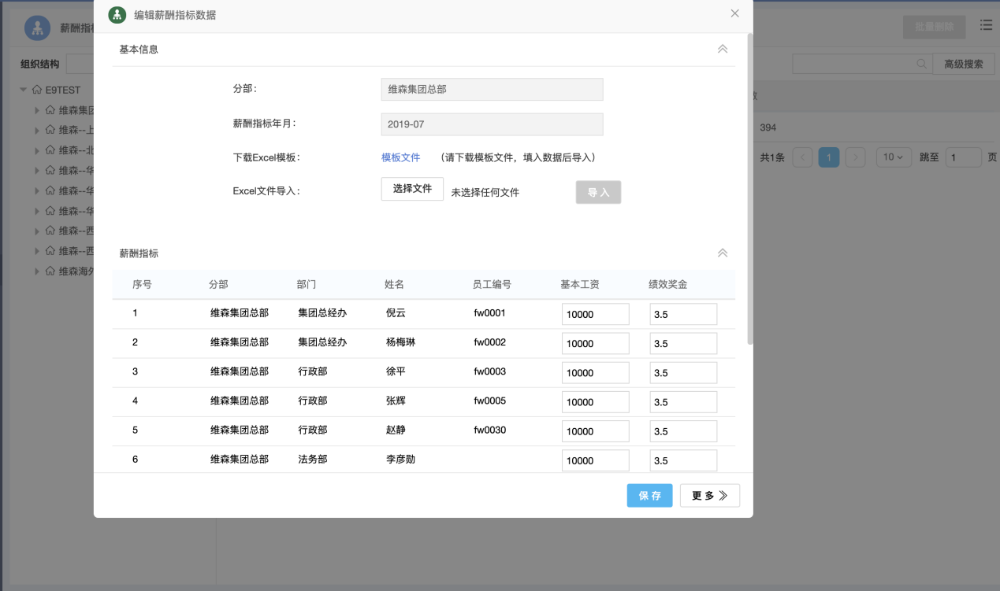 编辑薪酬指标数据
薪酬指
批量删除
基本信息
组织结构
高级搜索
E9TEST
维森集团
维森--上
维森--北
维森--华
维森--华
维森--华
维森--西
维森--西
维森海外
394
共1条 1 10 跳至 1 页
分部：
维森集团总部
薪酬指标年月：
2019-07
下载Excel模板：
模板文件 （请下载模板文件，填入数据后导入）
Excel文件导入：
选择文件 未选择任何文件 导入
薪酬指标
序号 分部 部门 姓名 员工编号 基本工资 绩效奖金
1 维森集团总部 集团总经办 倪云 fw0001 10000 3.5
2 维森集团总部 集团总经办 杨梅琳 fw0002 10000 3.5
3 维森集团总部 行政部 徐平 fw0003 10000 3.5
4 维森集团总部 行政部 张辉 fw0005 10000 3.5
5 维森集团总部 行政部 赵静 fw0030 10000 3.5
6 维森集团总部 法务部 李彦勋 10000 3.5
保存 更多